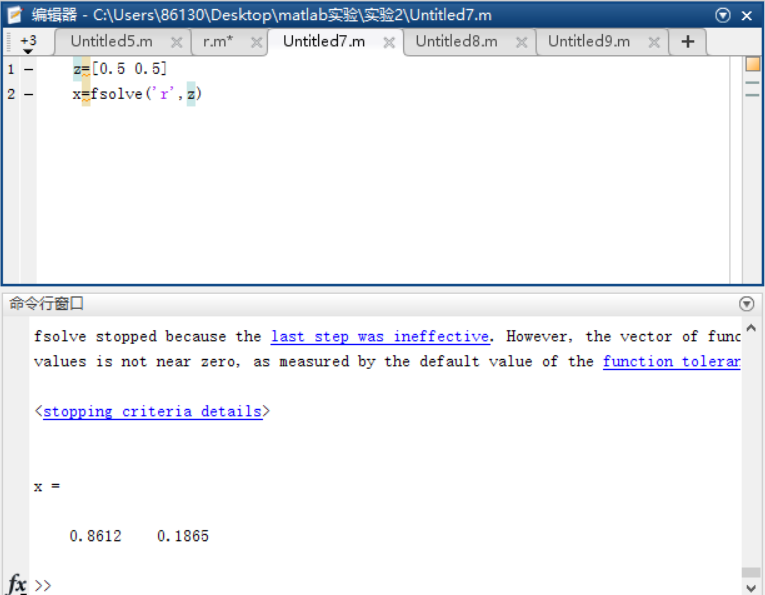 编辑器 - C:\Users\86130\Desktop\matlab实验\实验2\Untitled7.m
+3 Untitled5.m r.m* Untitled7.m Untitled8.m Untitled9.m +
1 - z=[0.5 0.5]
2 - x=fsolve('r',z)
命令行窗口
fsolve stopped because the last step was ineffective. However, the vector of func
values is not near zero, as measured by the default value of the function toleran
<stopping criteria details>
x =
0.8612 0.1865
fx >>